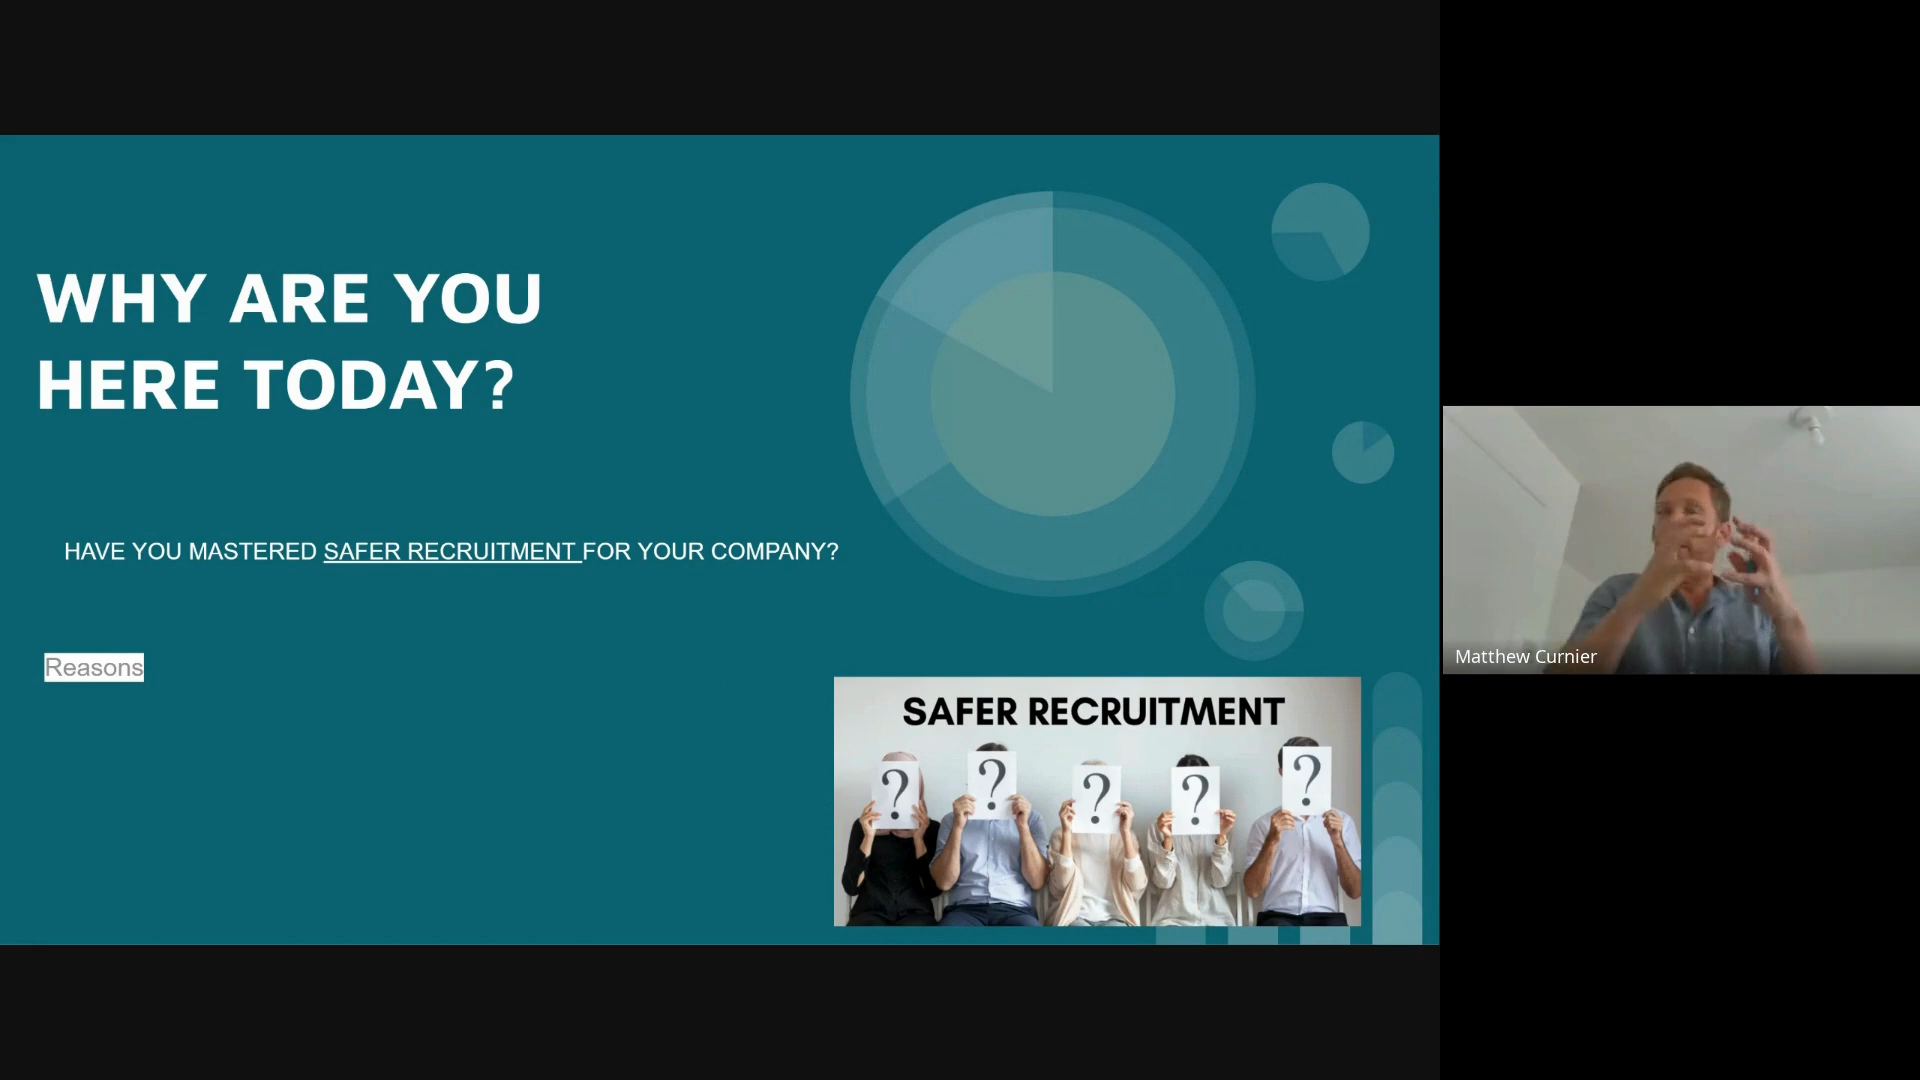 WHY ARE YOU
HERE TODAY?
HAVE YOU MASTERED SAFER RECRUITMENT FOR YOUR COMPANY?
Reasons
SAFER RECRUITMENT
? ? ? ? ?
Matthew Curnier